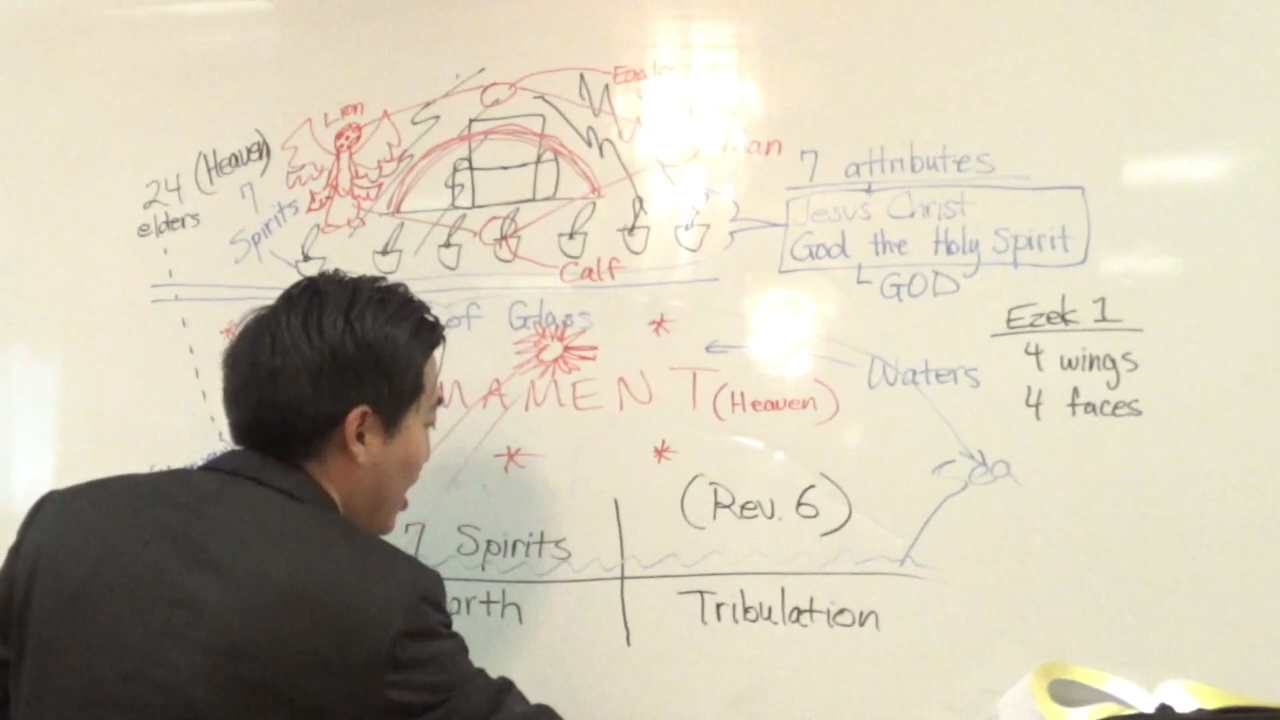 Lion
Eagle
24 (Heaven)
elders
7
Spirits
7 attributes
Jesus Christ
God the Holy Spirit
GOD
Calf
of Glass
Ezek 1
4 wings
4 faces
Waters
MAMENT (Heaven)
(Rev. 6)
7 Spirits
arth
Tribulation